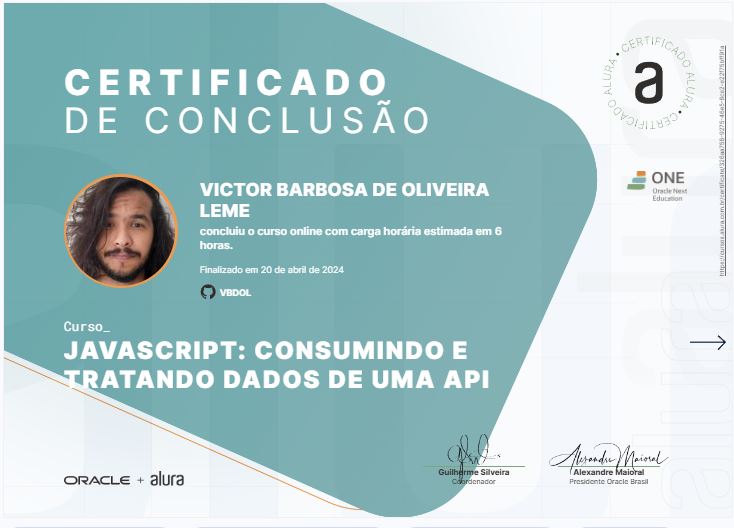 CERTIFICADO
DE CONCLUSÃO
CERTIFICADO ALURA • CERTIFICADO ALURA •
a
ONE
Oracle Next
Education
VICTOR BARBOSA DE OLIVEIRA
LEME
concluiu o curso online com carga horária estimada em 6
horas.
Finalizado em 20 de abril de 2024
VBDOL
Curso_
JAVASCRIPT: CONSUMINDO E
TRATANDO DADOS DE UMA API
ORACLE + alura
Guilherme Silveira
Coordenador
Alexandre Maioral
Alexandre Maioral
Presidente Oracle Brasil